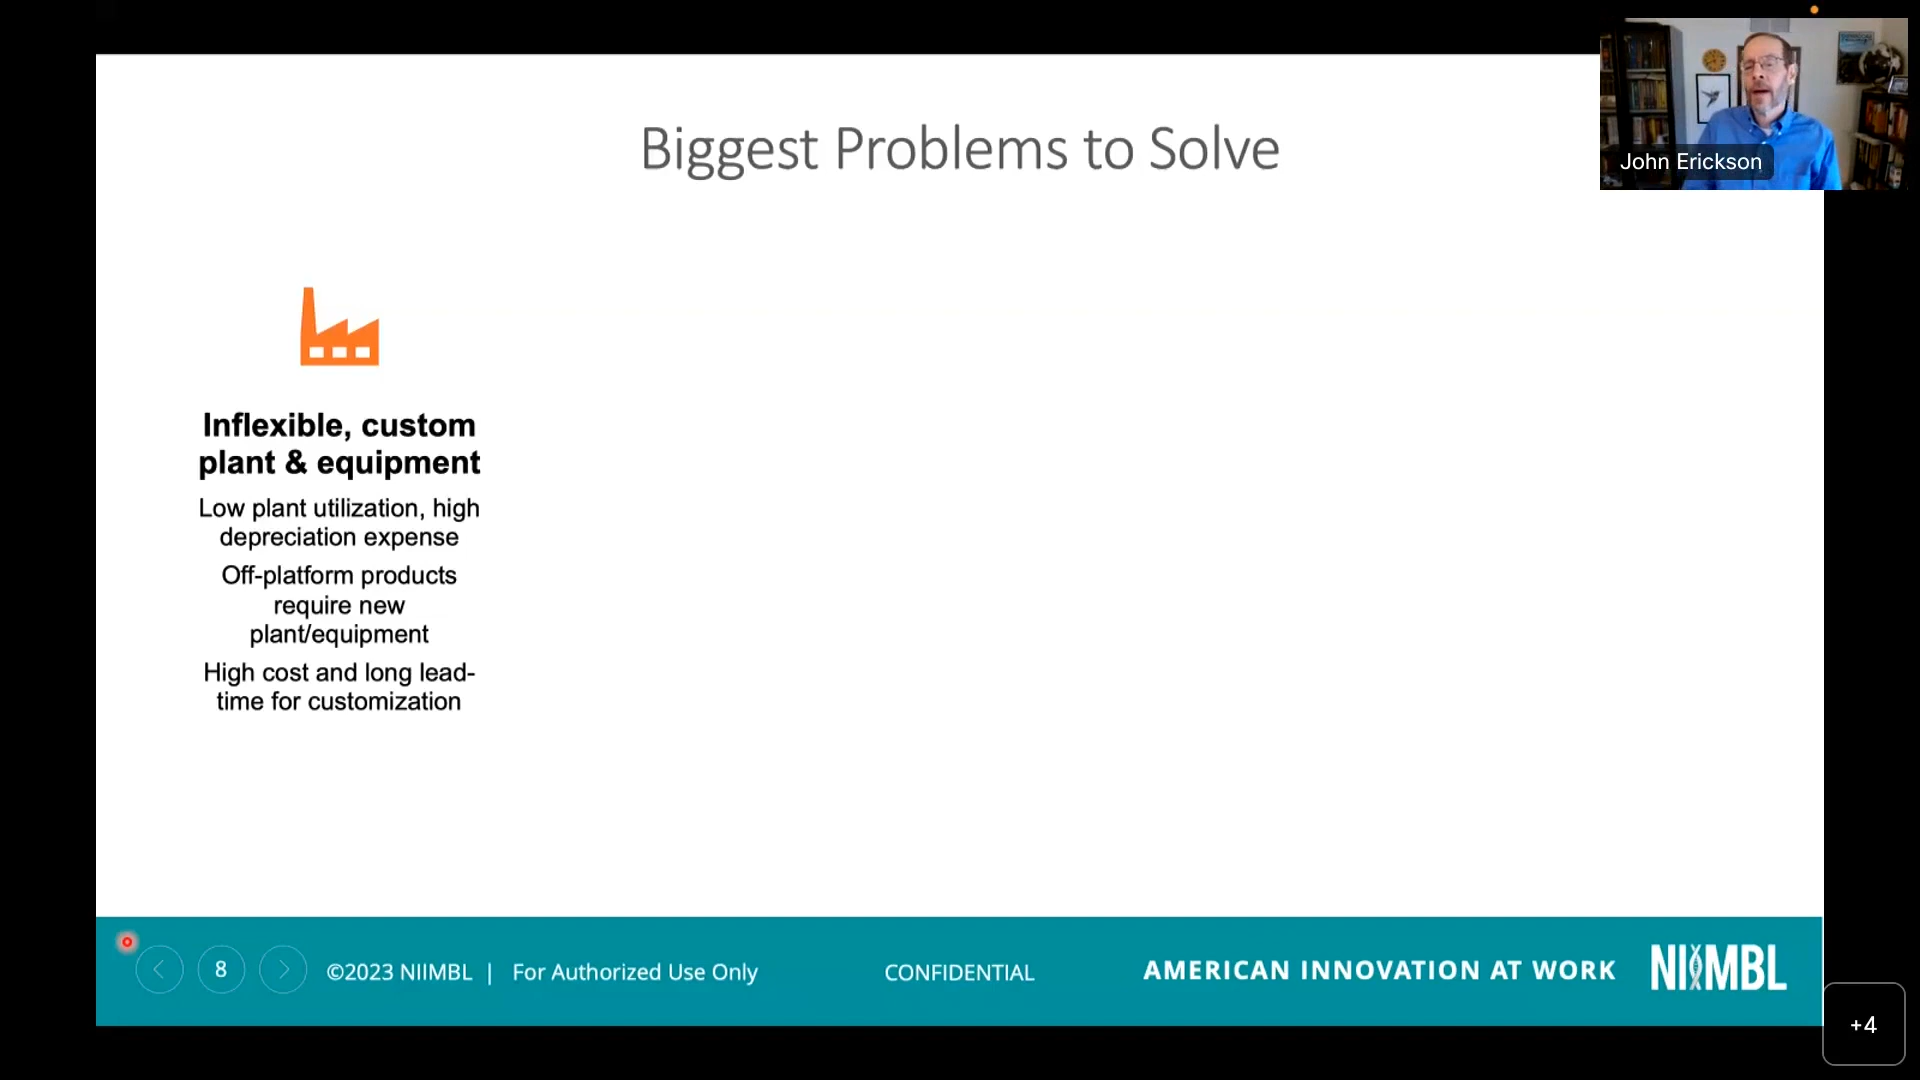 Biggest Problems to Solve
John Erickson
Inflexible, custom
plant & equipment
Low plant utilization, high
depreciation expense
Off-platform products
require new
plant/equipment
High cost and long lead-
time for customization
8
©2023 NIIMBL | For Authorized Use Only
CONFIDENTIAL
AMERICAN INNOVATION AT WORK
NIIMBL
+4